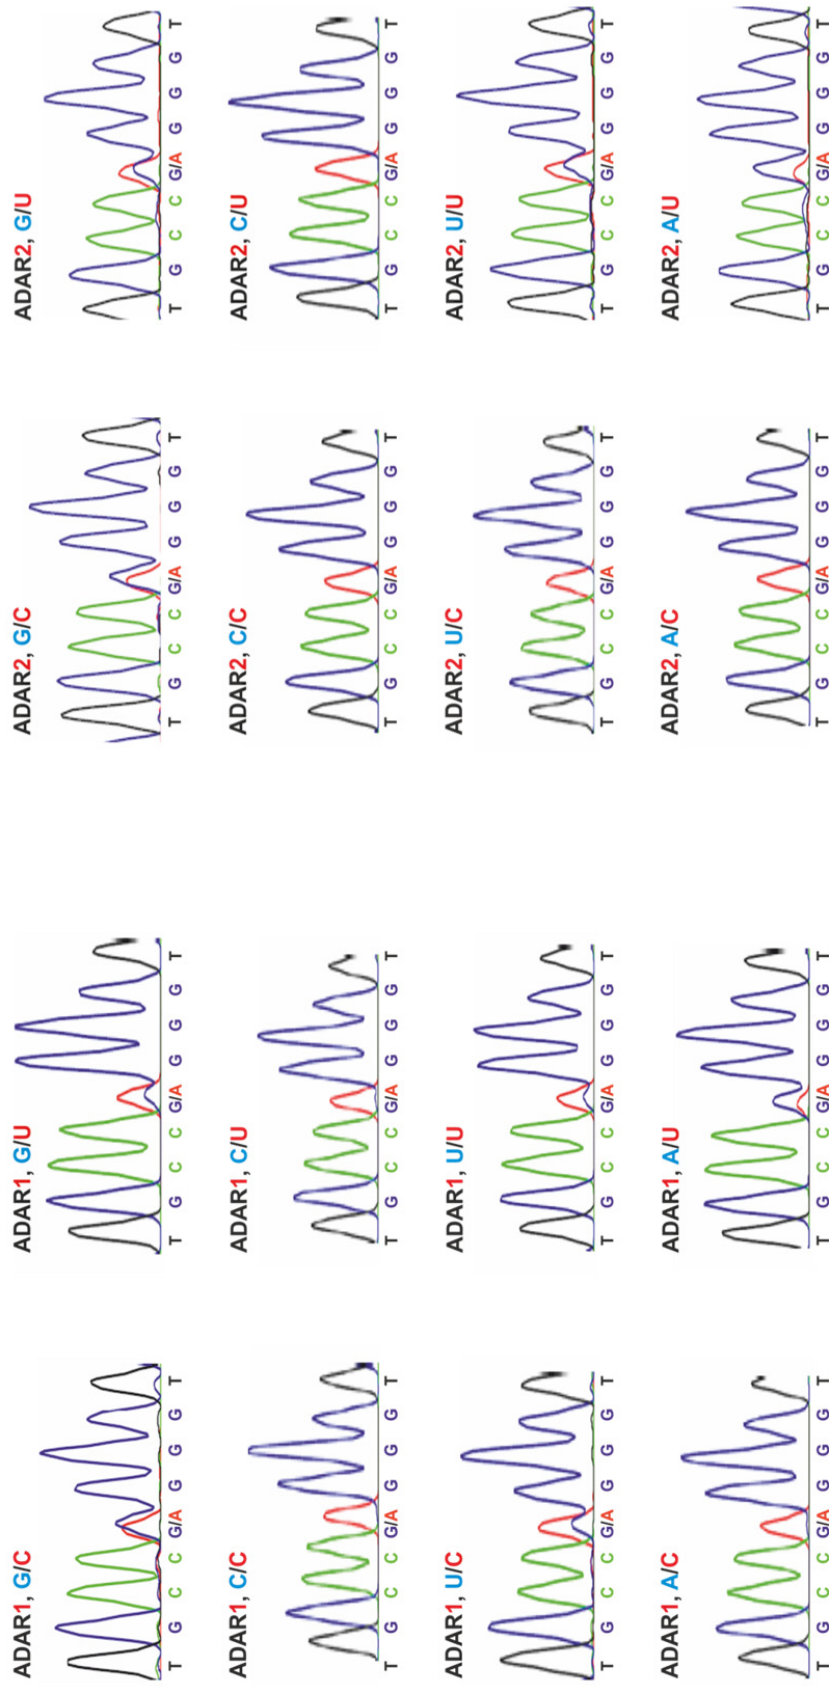 ADAR1, G/C
T G C C G/A G G G T
ADAR1, G/U
T G C C G/A G G G T
ADAR2, G/C
T G C C G/A G G G T
ADAR2, G/U
T G C C G/A G G G T
ADAR1, C/C
T G C C G/A G G G T
ADAR1, C/U
T G C C G/A G G G T
ADAR2, C/C
T G C C G/A G G G T
ADAR2, C/U
T G C C G/A G G G T
ADAR1, U/C
T G C C G/A G G G T
ADAR1, U/U
T G C C G/A G G G T
ADAR2, U/C
T G C C G/A G G G T
ADAR2, U/U
T G C C G/A G G G T
ADAR1, A/C
T G C C G/A G G G T
ADAR1, A/U
T G C C G/A G G G T
ADAR2, A/C
T G C C G/A G G G T
ADAR2, A/U
T G C C G/A G G G T